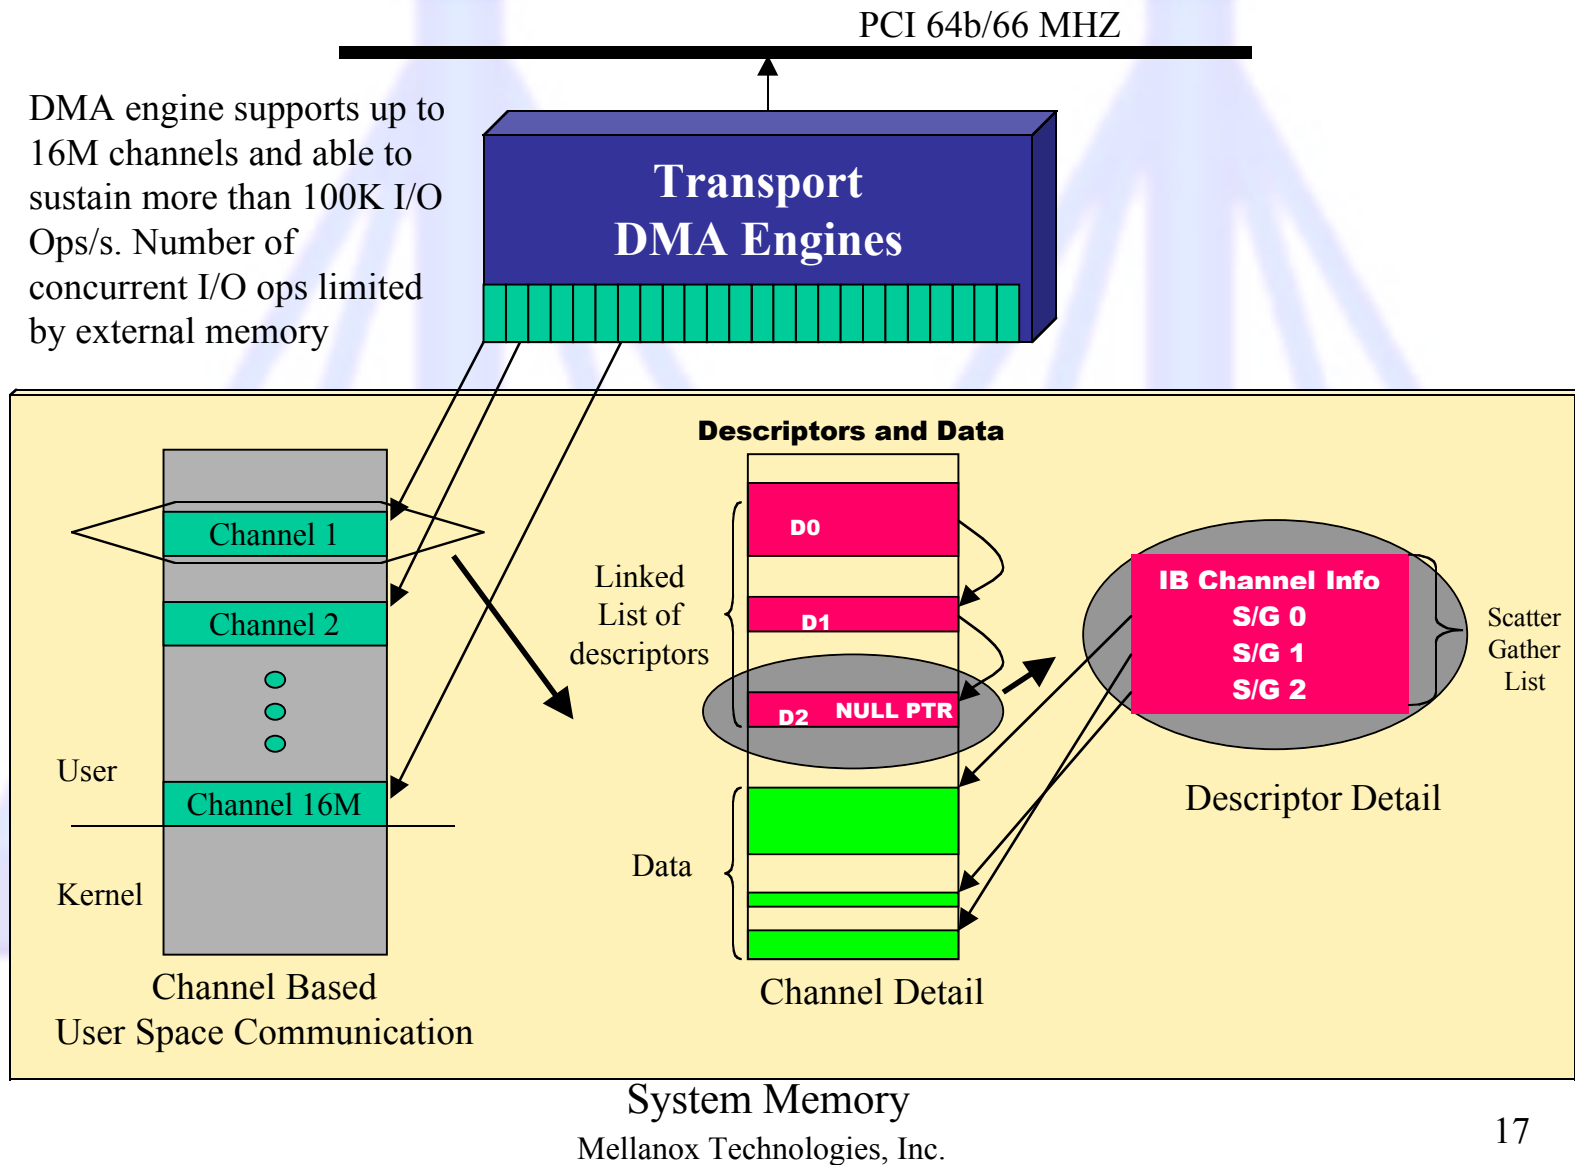 PCI 64b/66 MHZ
DMA engine supports up to
16M channels and able to
sustain more than 100K I/O
Ops/s. Number of
concurrent I/O ops limited
by external memory
Transport
DMA Engines
Channel 1
Channel 2
User
Channel 16M
Kernel
Channel Based
User Space Communication
Descriptors and Data
D0
Linked
List of
descriptors
D1
D2 NULL PTR
Data
Channel Detail
IB Channel Info
S/G 0
S/G 1
S/G 2
Scatter
Gather
List
Descriptor Detail
System Memory
Mellanox Technologies, Inc.
17